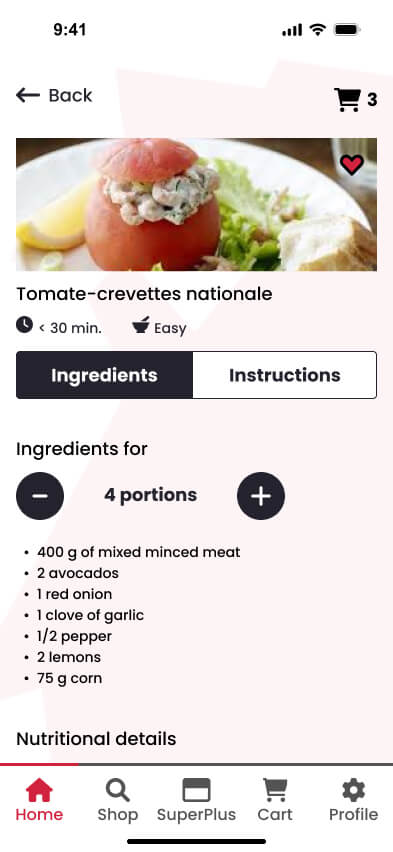 9:41
Back
3
Tomate-crevettes nationale
< 30 min.
Easy
Ingredients
Instructions
Ingredients for
4 portions
• 400 g of mixed minced meat
• 2 avocados
• 1 red onion
• 1 clove of garlic
• 1/2 pepper
• 2 lemons
• 75 g corn
Nutritional details
Home
Shop
SuperPlus
Cart
Profile